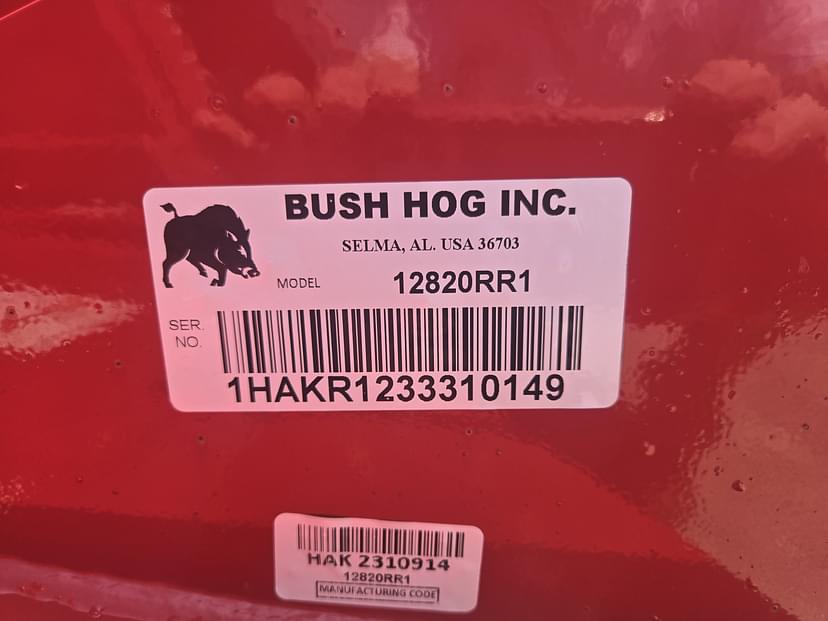 BUSH HOG INC.
SELMA, AL. USA 36703
MODEL 12820RR1
SER.
NO.
1HAKR1233310149
HAK 2310914
12820RR1
MANUFACTURING CODE